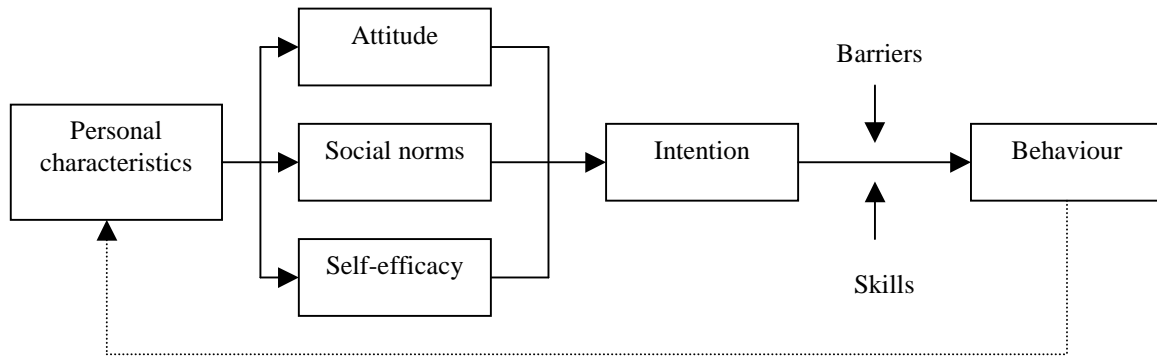 Attitude
Barriers
Personal
characteristics
Social norms
Intention
Behaviour
Self-efficacy
Skills